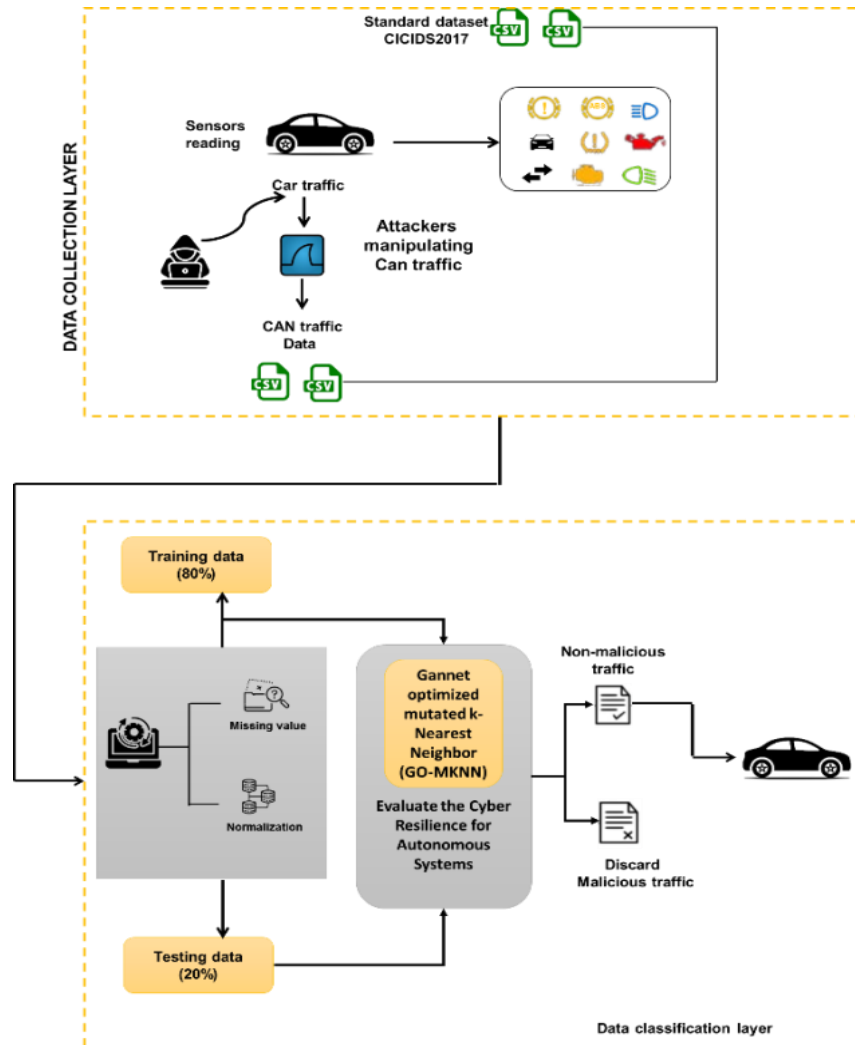 Standard dataset
CICIDS2017
CSV
CSV
DATA COLLECTION LAYER
Sensors
reading
ABS
Car traffic
Attackers
manipulating
Can traffic
CAN traffic
Data
CSV
CSV
Training data
(80%)
Missing value
Normalization
Gannet
optimized
mutated k-
Nearest
Neighbor
(GO-MKNN)
Evaluate the Cyber
Resilience for
Autonomous
Systems
Non-malicious
traffic
Discard
Malicious traffic
Testing data
(20%)
Data classification layer